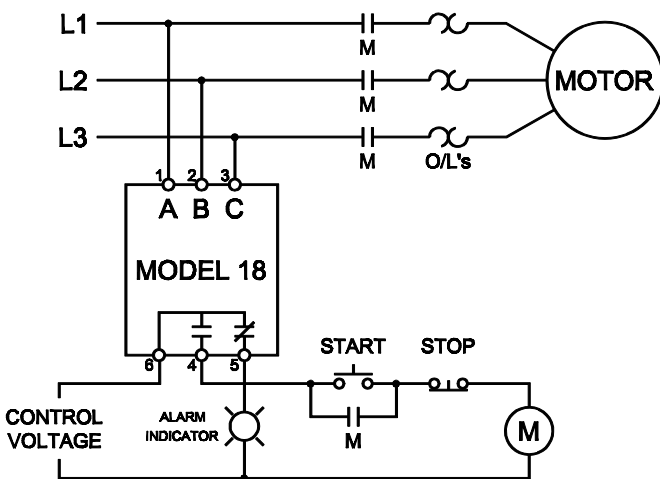 L1
M
L2
M
MOTOR
L3
M
O/L's
1 2 3
A B C
MODEL 18
6 4 5
START STOP
CONTROL
VOLTAGE
ALARM
INDICATOR
M
M